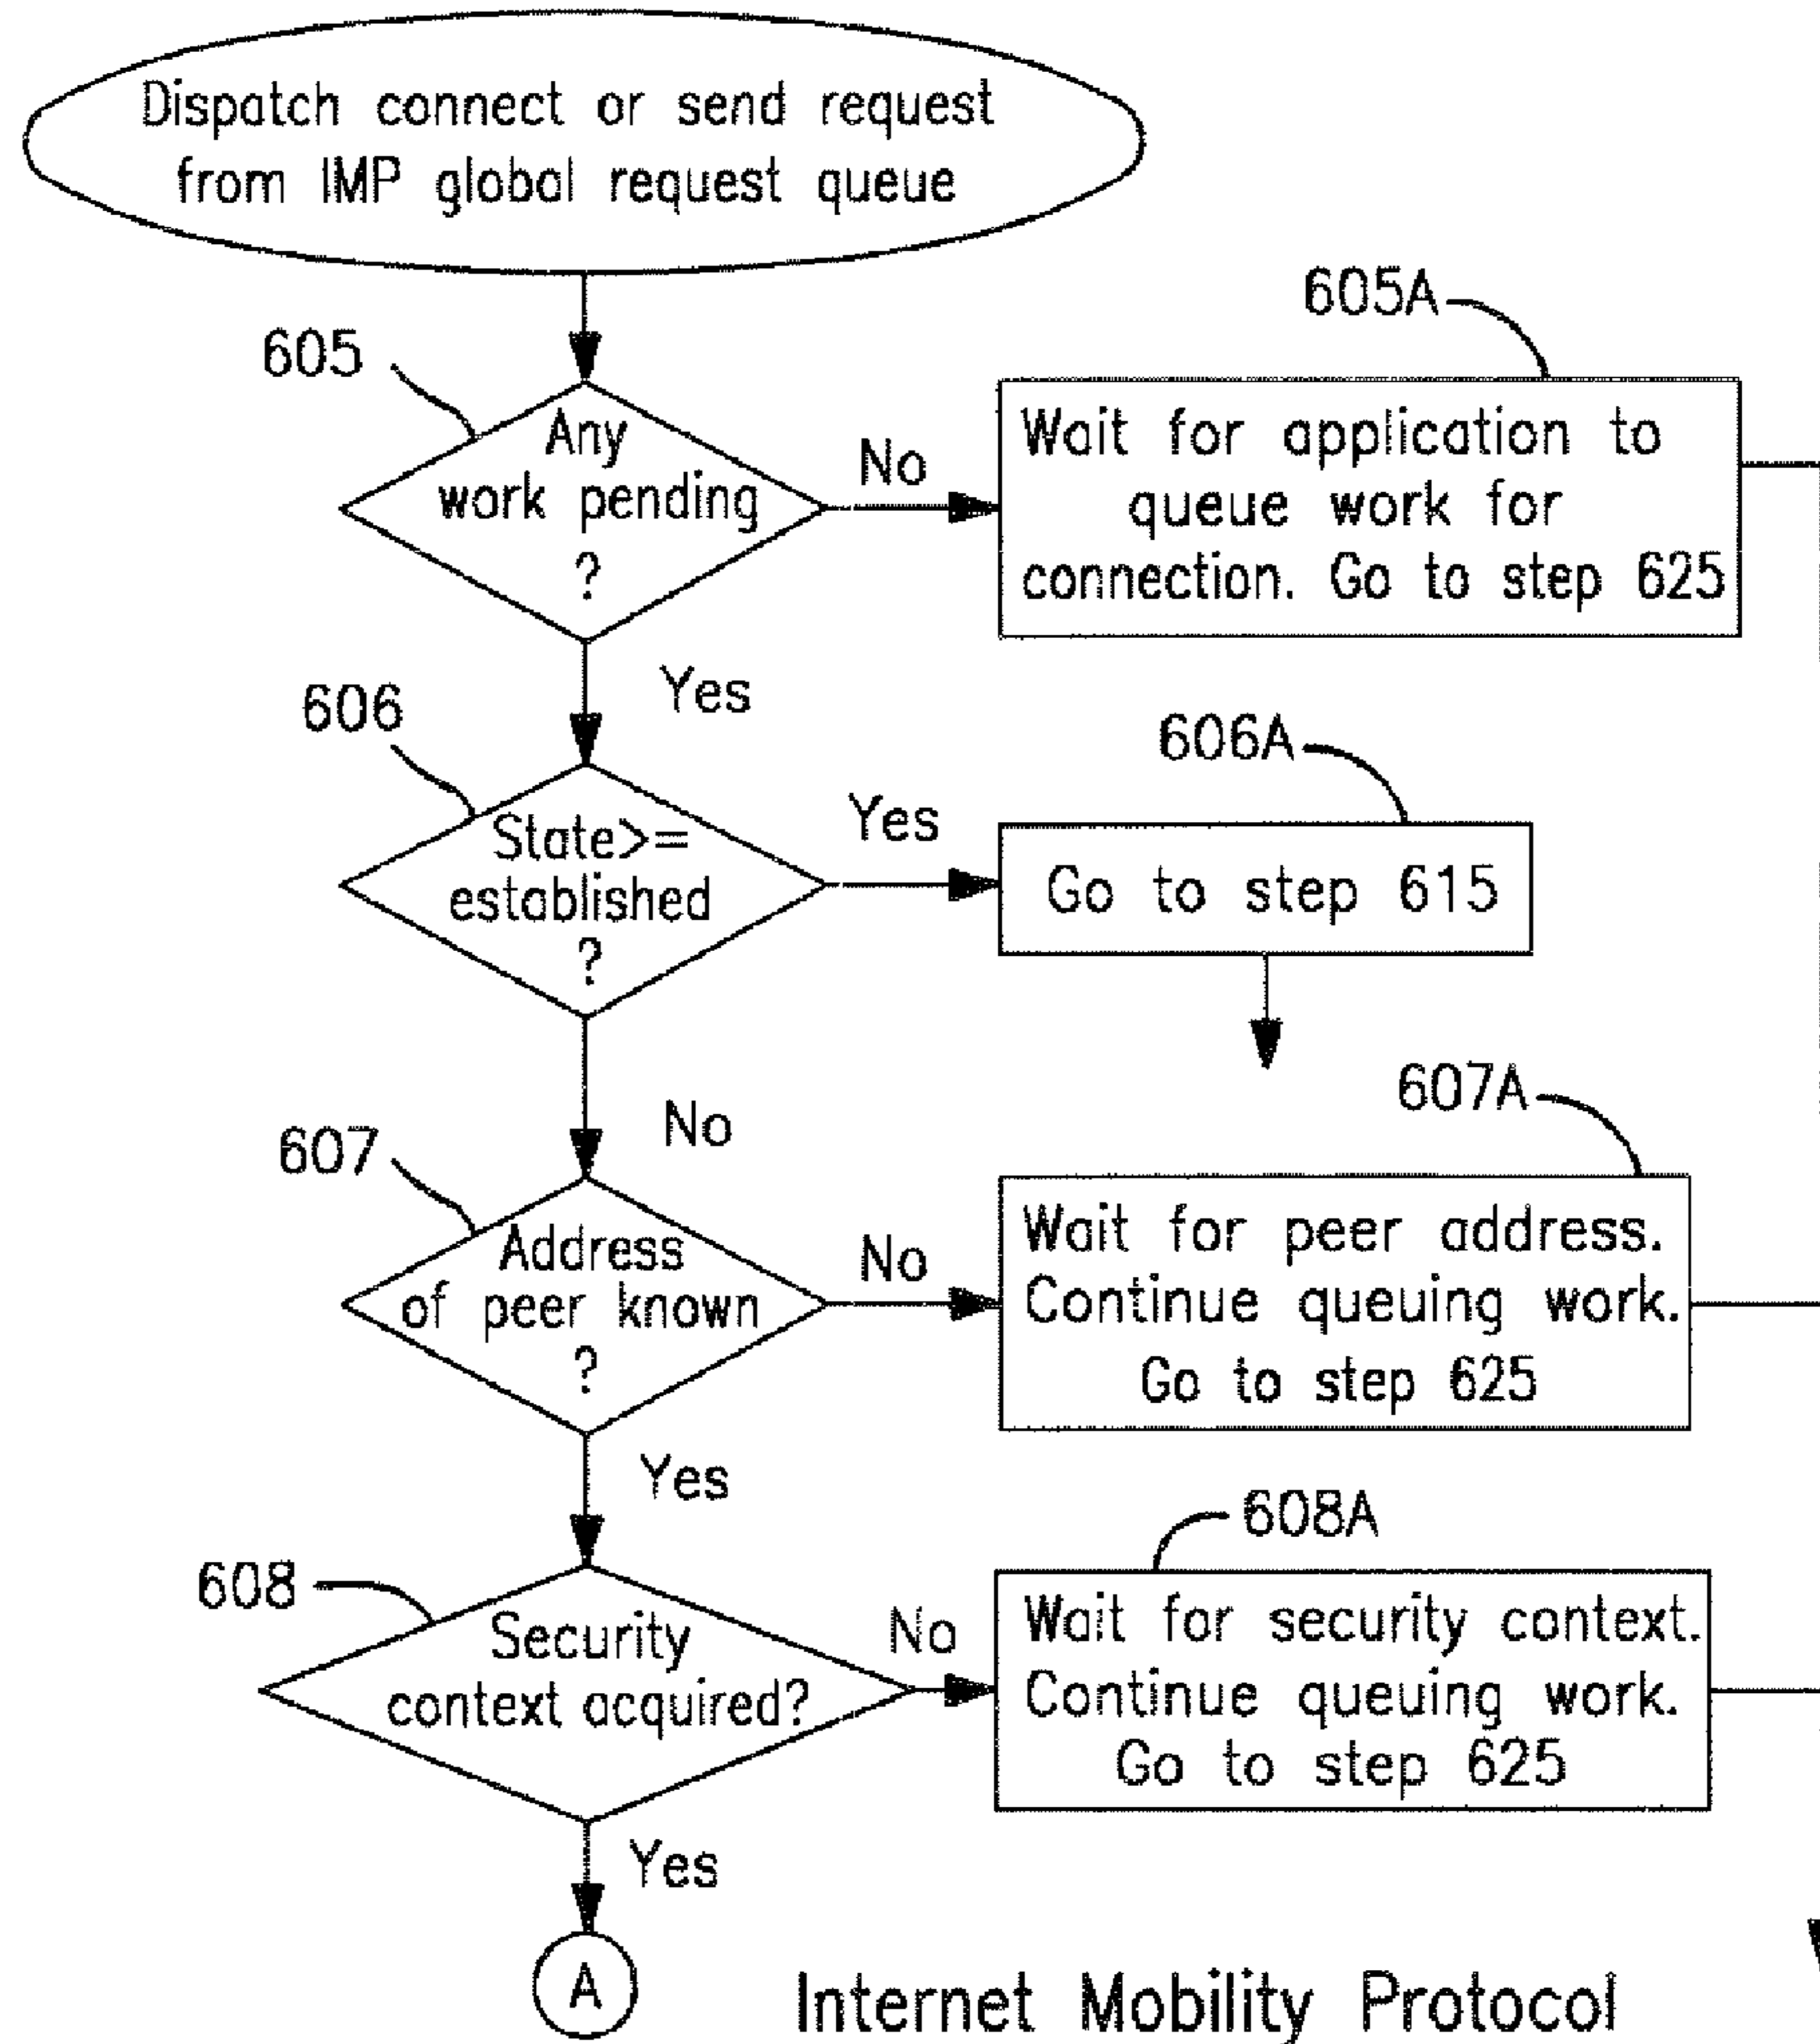 Dispatch connect or send request
from IMP global request queue
605
Any
work pending
?
No
605A
Wait for application to
queue work for
connection. Go to step 625
Yes
606
State>=
established
?
Yes
606A
Go to step 615
No
607
Address
of peer known
?
No
607A
Wait for peer address.
Continue queuing work.
Go to step 625
Yes
608
Security
context acquired?
No
608A
Wait for security context.
Continue queuing work.
Go to step 625
Yes
A
Internet Mobility Protocol